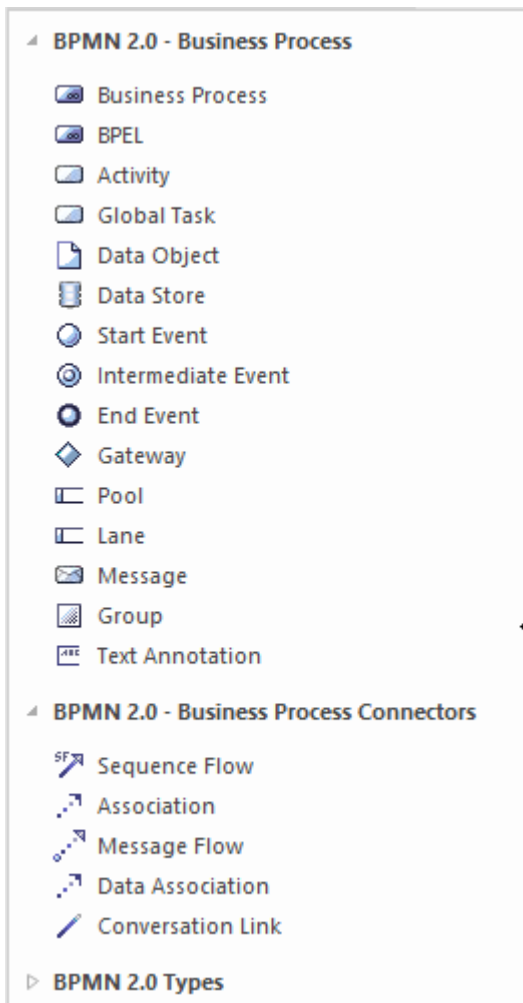 BPMN 2.0 - Business Process
Business Process
BPEL
Activity
Global Task
Data Object
Data Store
Start Event
Intermediate Event
End Event
Gateway
Pool
Lane
Message
Group
Text Annotation
BPMN 2.0 - Business Process Connectors
Sequence Flow
Association
Message Flow
Data Association
Conversation Link
BPMN 2.0 Types